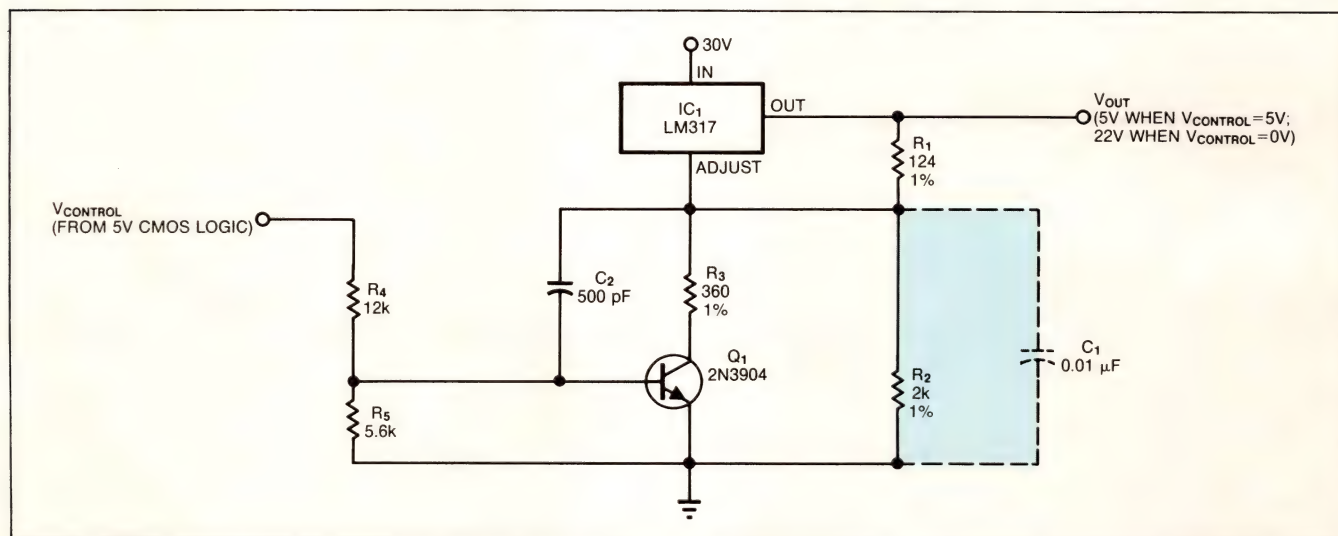 30V
IN
IC1
LM317
OUT
ADJUST
VOUT
(5V WHEN VCONTROL=5V;
22V WHEN VCONTROL=0V)
R1
124
1%
VCONTROL
(FROM 5V CMOS LOGIC)
R4
12k
C2
500 pF
R3
360
1%
Q1
2N3904
R2
2k
1%
C1
0.01 µF
R5
5.6k